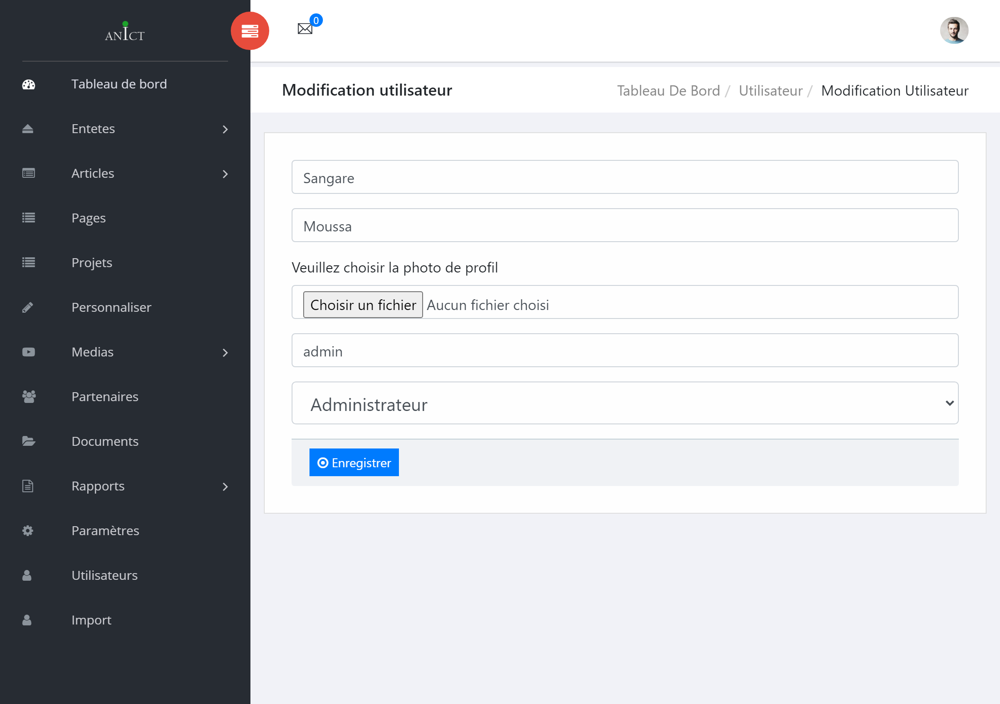 ANICT
Tableau de bord
Entetes
Articles
Pages
Projets
Personnaliser
Medias
Partenaires
Documents
Rapports
Paramètres
Utilisateurs
Import
0
Modification utilisateur
Tableau De Bord / Utilisateur / Modification Utilisateur
Sangare
Moussa
Veuillez choisir la photo de profil
Choisir un fichier Aucun fichier choisi
admin
Administrateur
Enregistrer